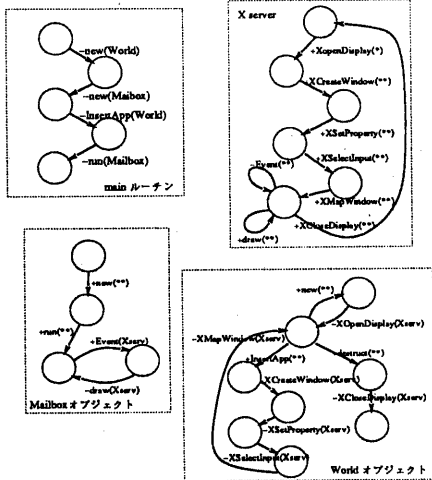 −new(World)
−new(Maibox)
−InsertApp(World)
−run(Mailbox)
main ルーチン
X server
+XopenDisplay(*)
+XCreateWindow(**)
+XSetProperty(**)
+XSelectInput(**)
−Event(**)
+XMapWindow(**)
+XCloseDisplay(**)
+draw(**)
+new(**)
+run(**)
+Event(Xserv)
−draw(Xserv)
Mailbox オブジェクト
+new(**)
−XMapWindow(Xserv)
−XOpenDisplay(Xserv)
+InsertApp(**)
destruct(**)
XCreateWindow(Xserv)
−XCloseDisplay(Xserv)
−XSetProperty(Xserv)
−XSelectInput(Xserv)
World オブジェクト